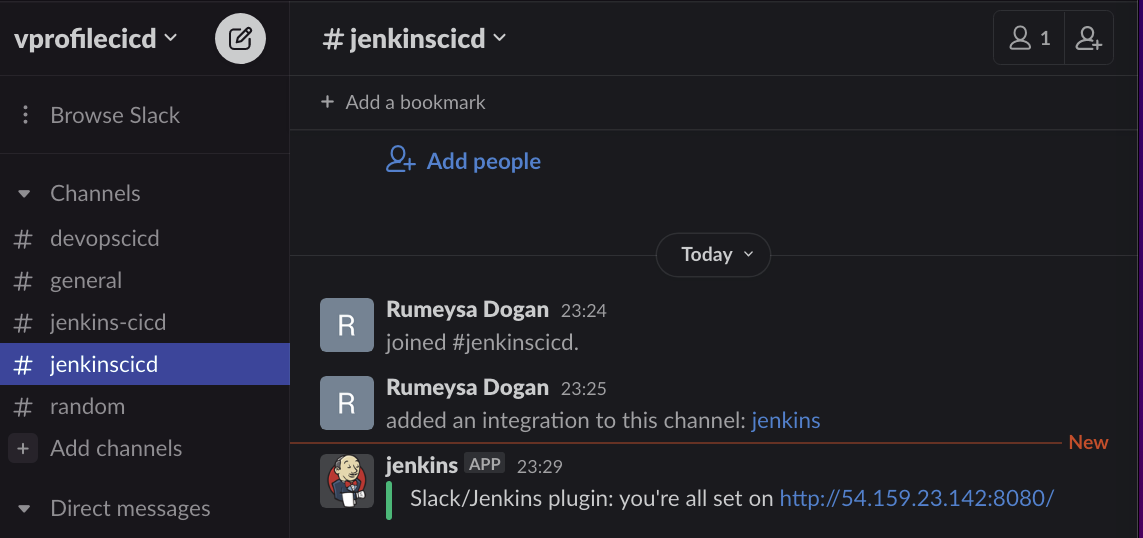 vprofilecicd
Browse Slack
Channels
# devopscicd
# general
# jenkins-cicd
# jenkinscicd
# random
+ Add channels
Direct messages
# jenkinscicd
1
+ Add a bookmark
Add people
Today
R
Rumeysa Dogan 23:24
joined #jenkinscicd.
R
Rumeysa Dogan 23:25
added an integration to this channel: jenkins
New
jenkins APP 23:29
Slack/Jenkins plugin: you're all set on http://54.159.23.142:8080/